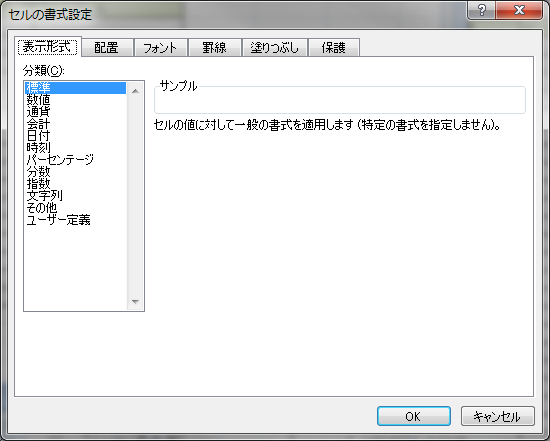 セルの書式設定
表示形式 配置 フォント 罫線 塗りつぶし 保護
分類(C):
標準
数値
通貨
会計
日付
時刻
パーセンテージ
分数
指数
文字列
その他
ユーザー定義
サンプル
セルの値に対して一般の書式を適用します (特定の書式を指定しません)。
OK キャンセル